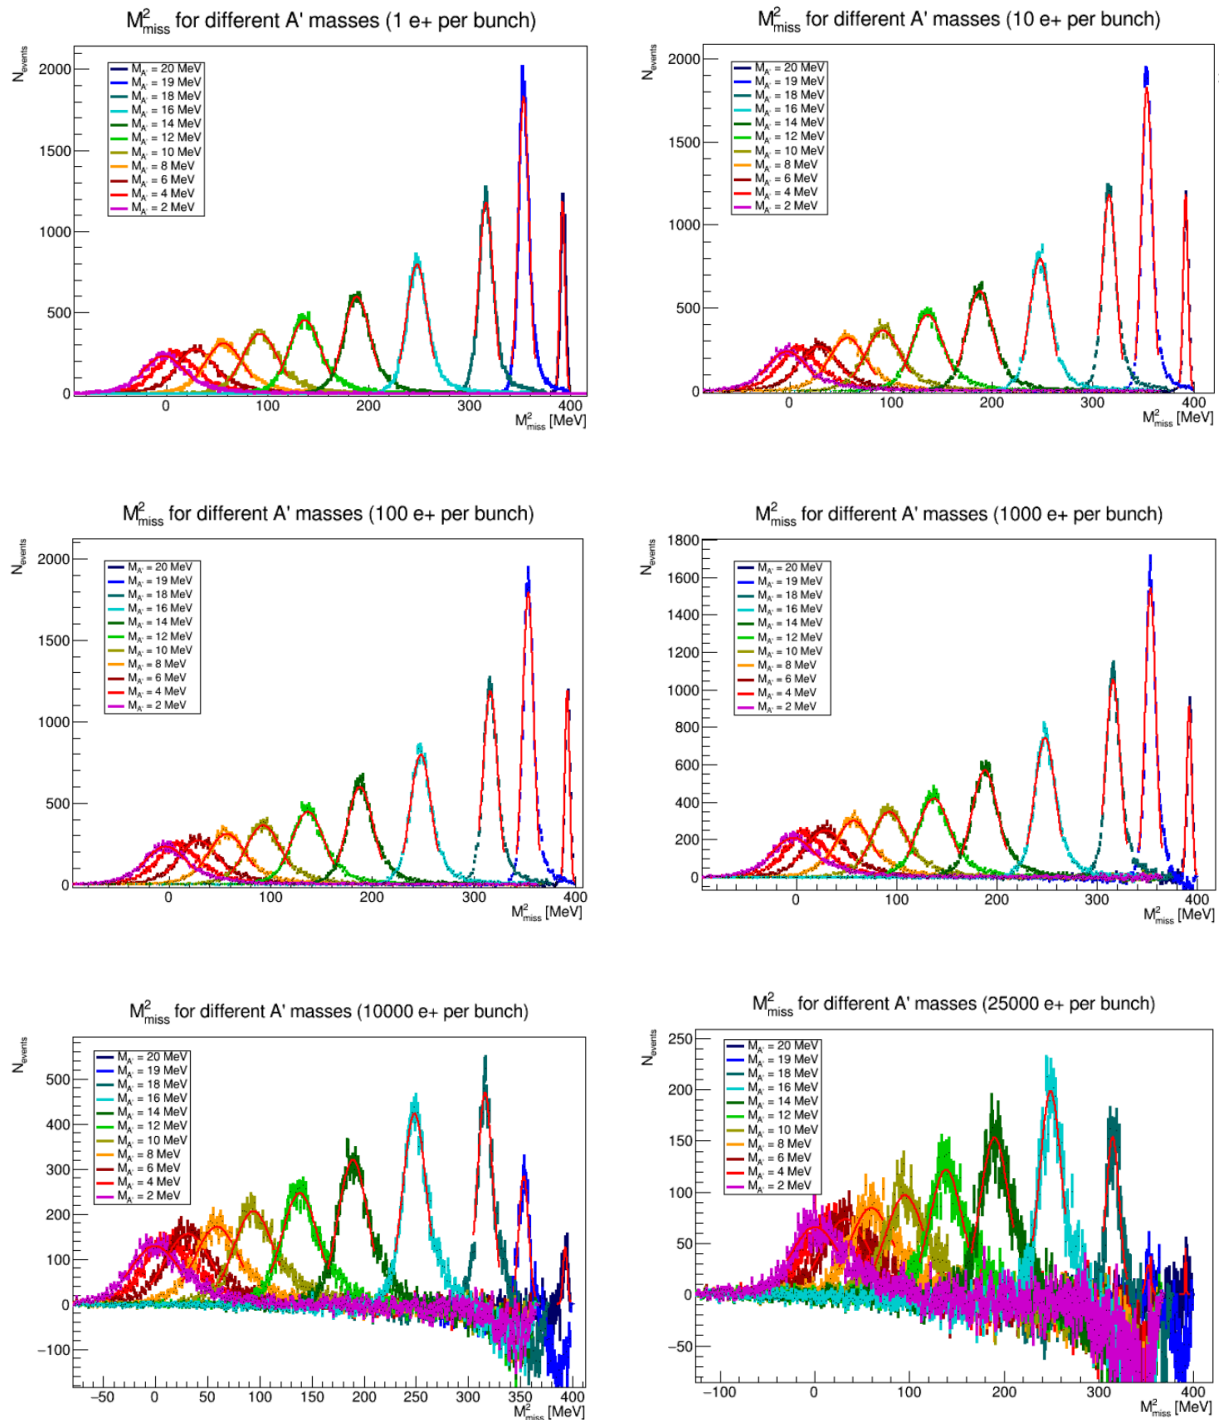 M²miss for different A' masses (1 e+ per bunch)
Nevents
2000
1500
1000
500
0
MA' = 20 MeV
MA' = 19 MeV
MA' = 18 MeV
MA' = 16 MeV
MA' = 14 MeV
MA' = 12 MeV
MA' = 10 MeV
MA' = 8 MeV
MA' = 6 MeV
MA' = 4 MeV
MA' = 2 MeV
0 100 200 300 400
M²miss [MeV]
M²miss for different A' masses (10 e+ per bunch)
Nevents
2000
1500
1000
500
0
MA' = 20 MeV
MA' = 19 MeV
MA' = 18 MeV
MA' = 16 MeV
MA' = 14 MeV
MA' = 12 MeV
MA' = 10 MeV
MA' = 8 MeV
MA' = 6 MeV
MA' = 4 MeV
MA' = 2 MeV
0 100 200 300 400
M²miss [MeV]
M²miss for different A' masses (100 e+ per bunch)
Nevents
2000
1500
1000
500
0
MA' = 20 MeV
MA' = 19 MeV
MA' = 18 MeV
MA' = 16 MeV
MA' = 14 MeV
MA' = 12 MeV
MA' = 10 MeV
MA' = 8 MeV
MA' = 6 MeV
MA' = 4 MeV
MA' = 2 MeV
0 100 200 300 400
M²miss [MeV]
M²miss for different A' masses (1000 e+ per bunch)
Nevents
1800
1600
1400
1200
1000
800
600
400
200
0
MA' = 20 MeV
MA' = 19 MeV
MA' = 18 MeV
MA' = 16 MeV
MA' = 14 MeV
MA' = 12 MeV
MA' = 10 MeV
MA' = 8 MeV
MA' = 6 MeV
MA' = 4 MeV
MA' = 2 MeV
0 100 200 300 400
M²miss [MeV]
M²miss for different A' masses (10000 e+ per bunch)
Nevents
500
400
300
200
100
0
−100
MA' = 20 MeV
MA' = 19 MeV
MA' = 18 MeV
MA' = 16 MeV
MA' = 14 MeV
MA' = 12 MeV
MA' = 10 MeV
MA' = 8 MeV
MA' = 6 MeV
MA' = 4 MeV
MA' = 2 MeV
−50 0 50 100 150 200 250 300 350 400
M²miss [MeV]
M²miss for different A' masses (25000 e+ per bunch)
Nevents
250
200
150
100
50
0
−50
MA' = 20 MeV
MA' = 19 MeV
MA' = 18 MeV
MA' = 16 MeV
MA' = 14 MeV
MA' = 12 MeV
MA' = 10 MeV
MA' = 8 MeV
MA' = 6 MeV
MA' = 4 MeV
MA' = 2 MeV
−100 0 100 200 300 400
M²miss [MeV]